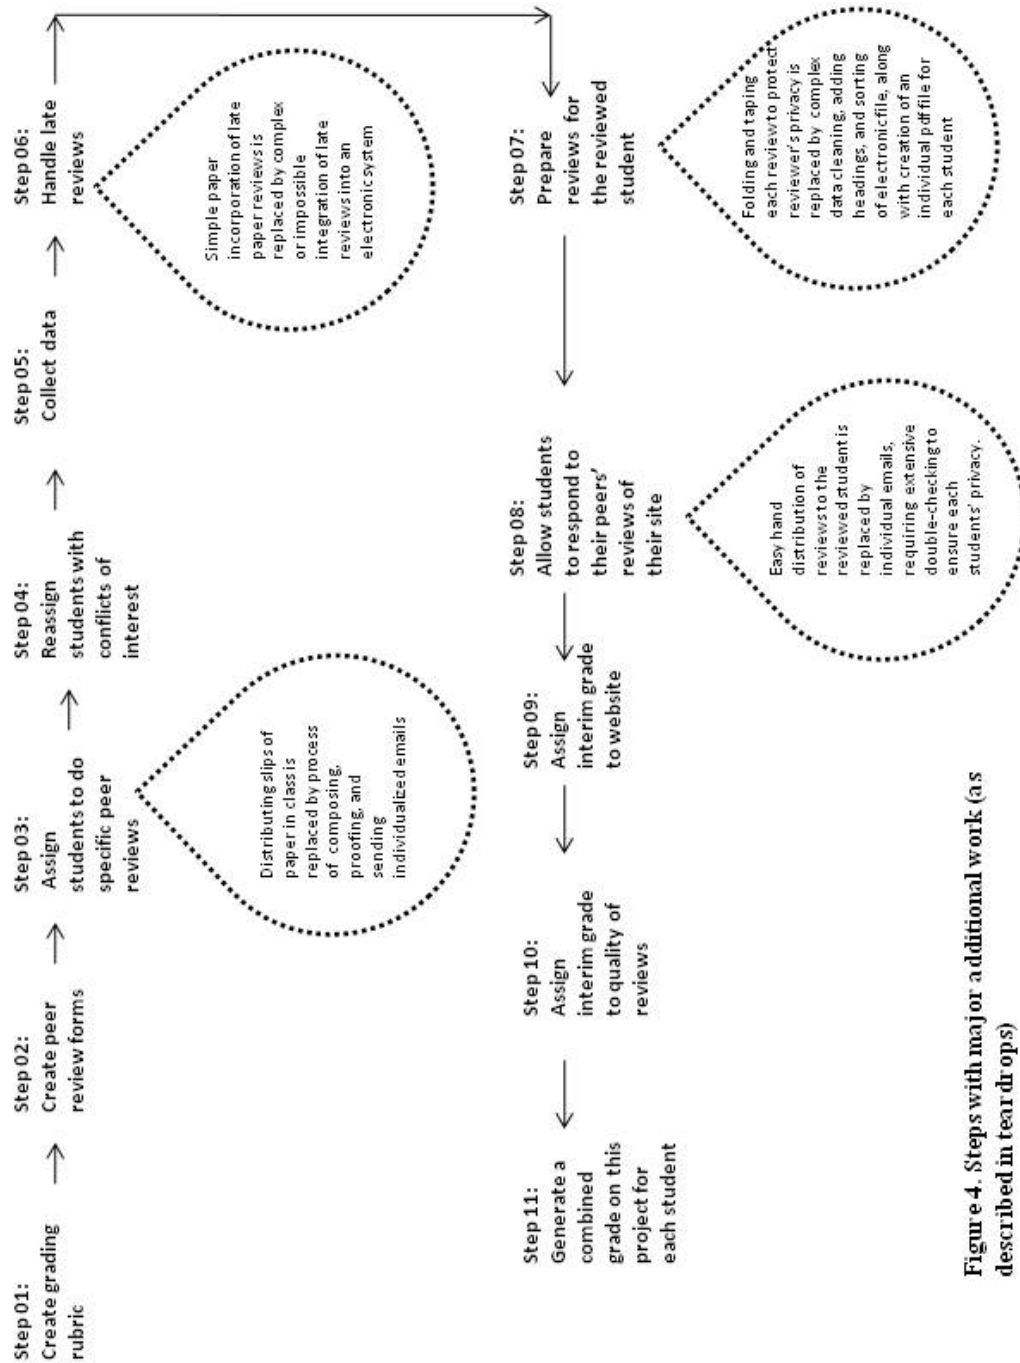 Step 01:
Create grading
rubric
Step 02:
Create peer
review forms
Step 03:
Assign
students to do
specific peer
reviews
Distributing slips of
paper in class is
replaced by process
of composing,
proofing, and
sending
individualized emails
Step 04:
Reassign
students with
conflicts of
interest
Step 05:
Collect data
Step 06:
Handle late
reviews
Simple paper
incorporation of late
paper reviews is
replaced by complex
or impossible
integration of late
reviews into an
electronic system
Step 07:
Prepare
reviews for
the reviewed
student
Folding and taping
each review to protect
reviewer's privacy is
replaced by complex
data cleaning, adding
headings, and sorting
of electronic file, along
with creation of an
individual pdf file for
each student
Step 08:
Allow students
to respond to
their peers'
reviews of
their site
Easy hand
distribution of
reviews to the
reviewed student is
replaced by
individual emails,
requiring extensive
double-checking to
ensure each
students' privacy.
Step 09:
Assign
interim grade
to website
Step 10:
Assign
interim grade
to quality of
reviews
Step 11:
Generate a
combined
grade on this
project for
each student
Figure 4. Steps with major additional work (as
described in teardrops)